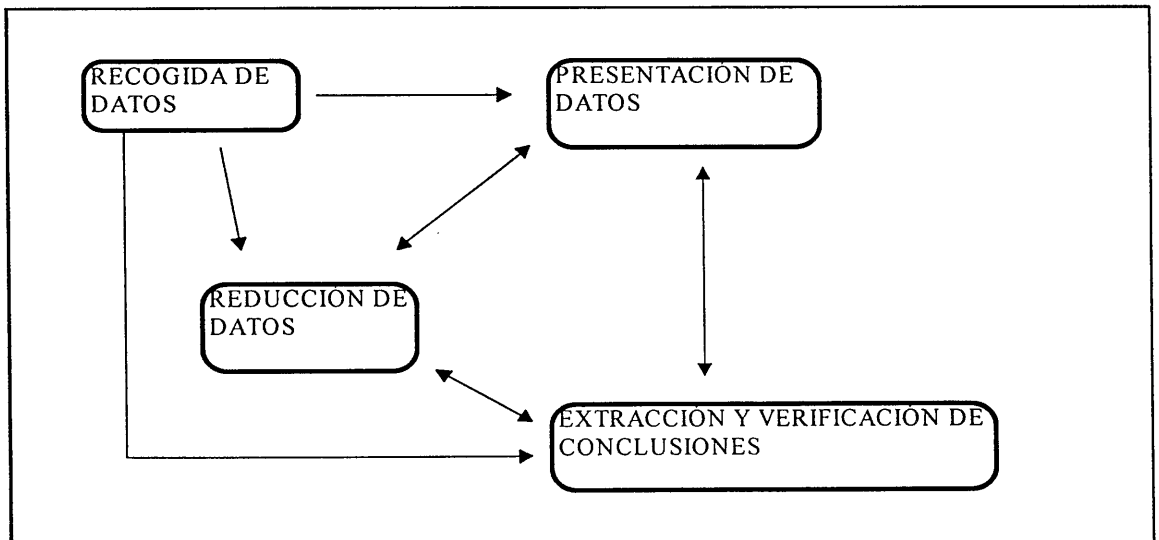 RECOGIDA DE
DATOS
PRESENTACIÓN DE
DATOS
REDUCCIÓN DE
DATOS
EXTRACCIÓN Y VERIFICACIÓN DE
CONCLUSIONES